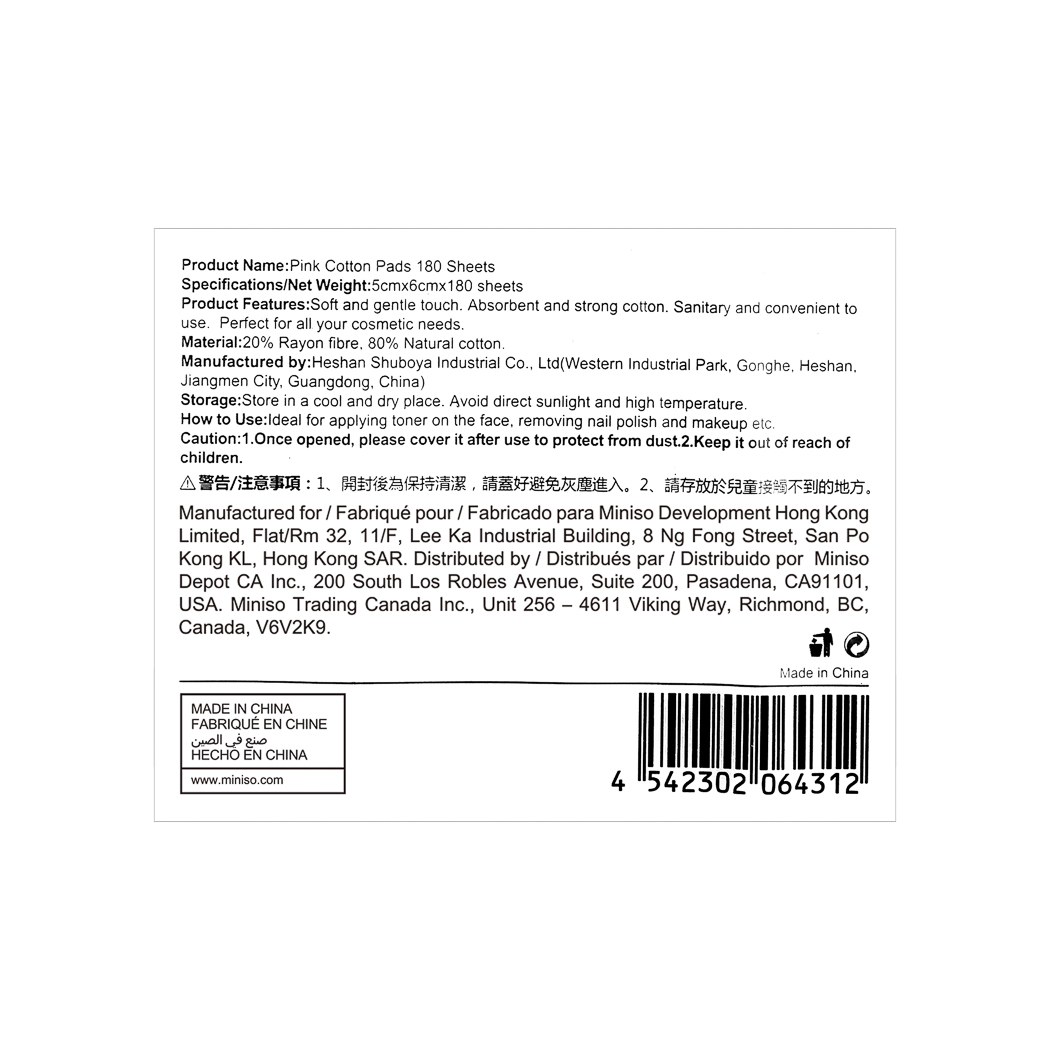 Product Name:Pink Cotton Pads 180 Sheets
Specifications/Net Weight:5cmx6cmx180 sheets
Product Features:Soft and gentle touch. Absorbent and strong cotton. Sanitary and convenient to
use. Perfect for all your cosmetic needs.
Material:20% Rayon fibre, 80% Natural cotton.
Manufactured by:Heshan Shuboya Industrial Co., Ltd(Western Industrial Park, Gonghe, Heshan,
Jiangmen City, Guangdong, China)
Storage:Store in a cool and dry place. Avoid direct sunlight and high temperature.
How to Use:Ideal for applying toner on the face, removing nail polish and makeup etc.
Caution:1.Once opened, please cover it after use to protect from dust.2.Keep it out of reach of
children.
⚠警告/注意事項：1、開封後為保持清潔，請蓋好避免灰塵進入。2、請存放於兒童接觸不到的地方。
Manufactured for / Fabriqué pour / Fabricado para Miniso Development Hong Kong
Limited, Flat/Rm 32, 11/F, Lee Ka Industrial Building, 8 Ng Fong Street, San Po
Kong KL, Hong Kong SAR. Distributed by / Distribués par / Distribuido por Miniso
Depot CA Inc., 200 South Los Robles Avenue, Suite 200, Pasadena, CA91101,
USA. Miniso Trading Canada Inc., Unit 256 – 4611 Viking Way, Richmond, BC,
Canada, V6V2K9.
Made in China
MADE IN CHINA
FABRIQUÉ EN CHINE
صنع في الصين
HECHO EN CHINA
www.miniso.com
4 542302 064312